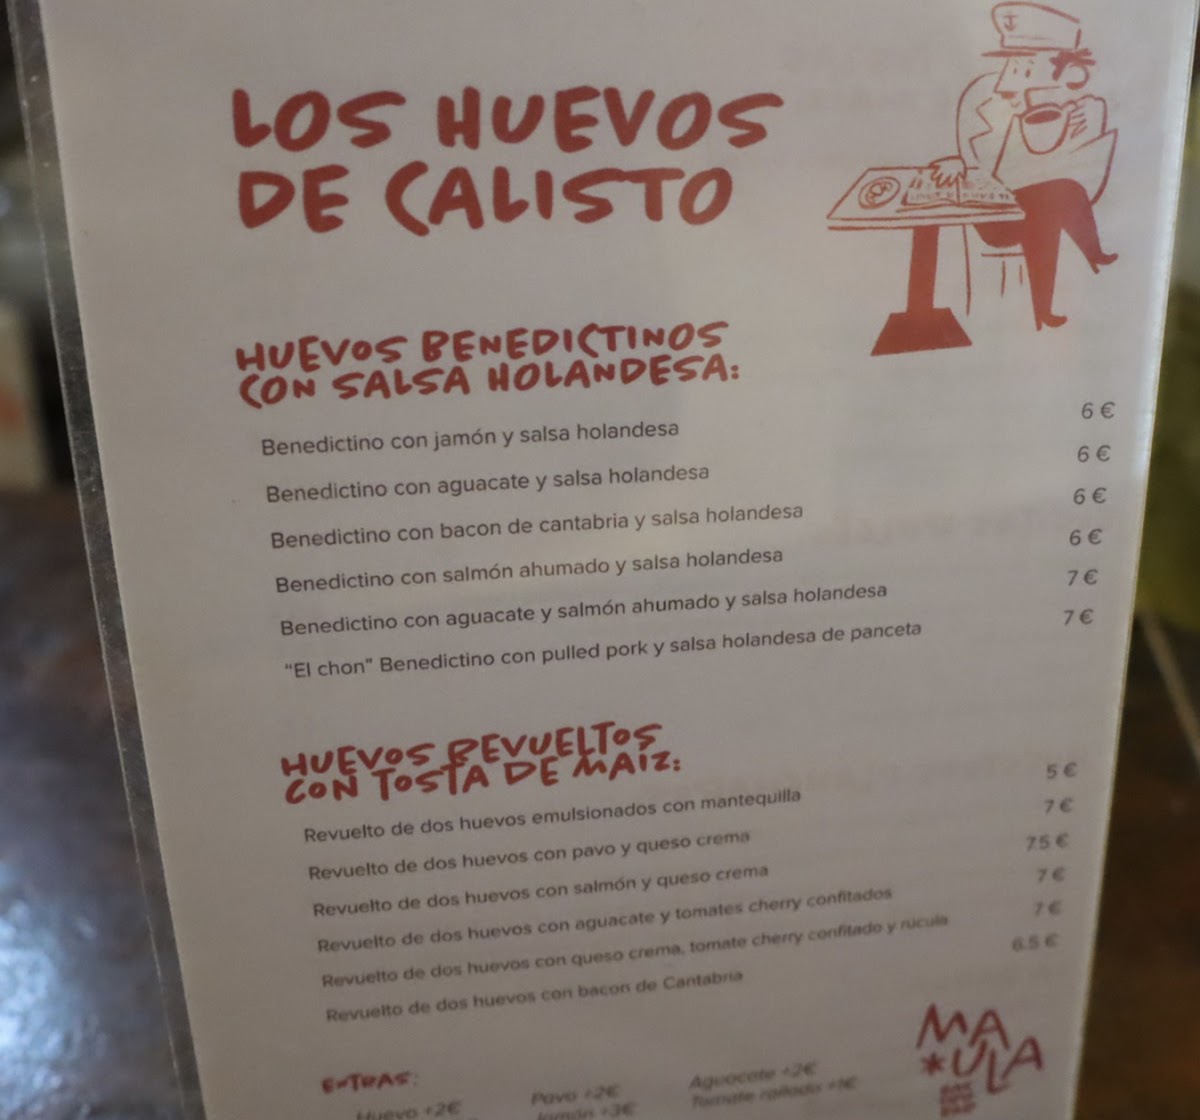 LOS HUEVOS
DE CALISTO
HUEVOS BENEDICTINOS
CON SALSA HOLANDESA:
Benedictino con jamón y salsa holandesa 6 €
Benedictino con aguacate y salsa holandesa 6 €
Benedictino con bacon de cantabria y salsa holandesa 6 €
Benedictino con salmón ahumado y salsa holandesa 6 €
Benedictino con aguacate y salmón ahumado y salsa holandesa 7 €
“El chon” Benedictino con pulled pork y salsa holandesa de panceta 7 €
HUEVOS REVUELTOS
CON TOSTA DE MAÍZ:
Revuelto de dos huevos emulsionados con mantequilla 5 €
Revuelto de dos huevos con pavo y queso crema 7 €
Revuelto de dos huevos con salmón y queso crema 7.5 €
Revuelto de dos huevos con aguacate y tomates cherry confitados 7 €
Revuelto de dos huevos con queso crema, tomate cherry confitado y rúcula 7 €
Revuelto de dos huevos con bacon de Cantabria 6.5 €
EXTRAS:
Huevo +2€ Pavo +2€ Aguacate +2€
Jamón +3€ Tomate rallado +1€
MA
*ULA